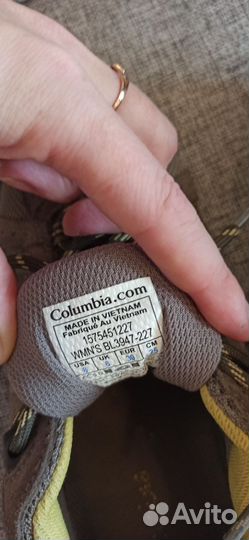 Columbia.com
MADE IN VIETNAM
Fabriqué Au Vietnam
1575451227
WMN'S BL3947-227
USA UK EUR CM
Avito